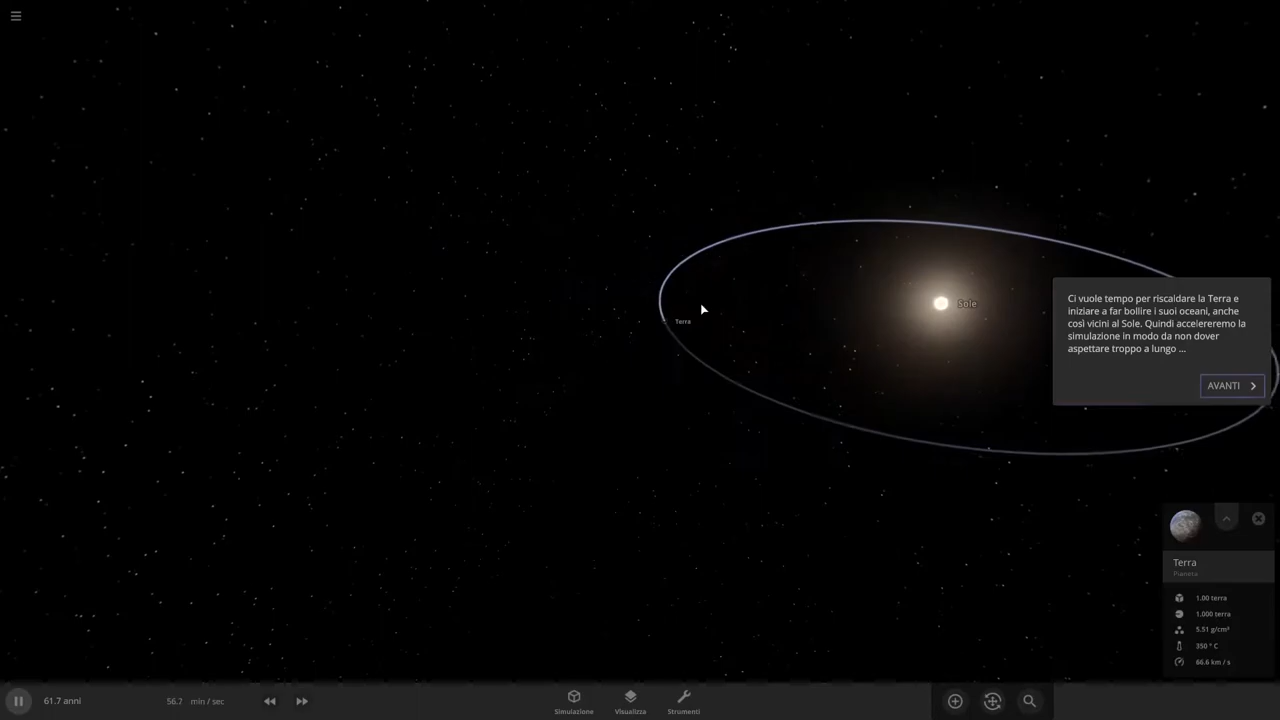 Sole
Terra
Ci vuole tempo per riscaldare la Terra e
iniziare a far bollire i suoi oceani, anche
così vicini al Sole. Quindi accelereremo la
simulazione in modo da non dover
aspettare troppo a lungo ...
AVANTI
Terra
Pianeta
1.00 terra
1.000 terra
5.51 g/cm³
350 ° C
66.6 km / s
61.7 anni
56.7 min / sec
Simulazione
Visualizza
Strumenti